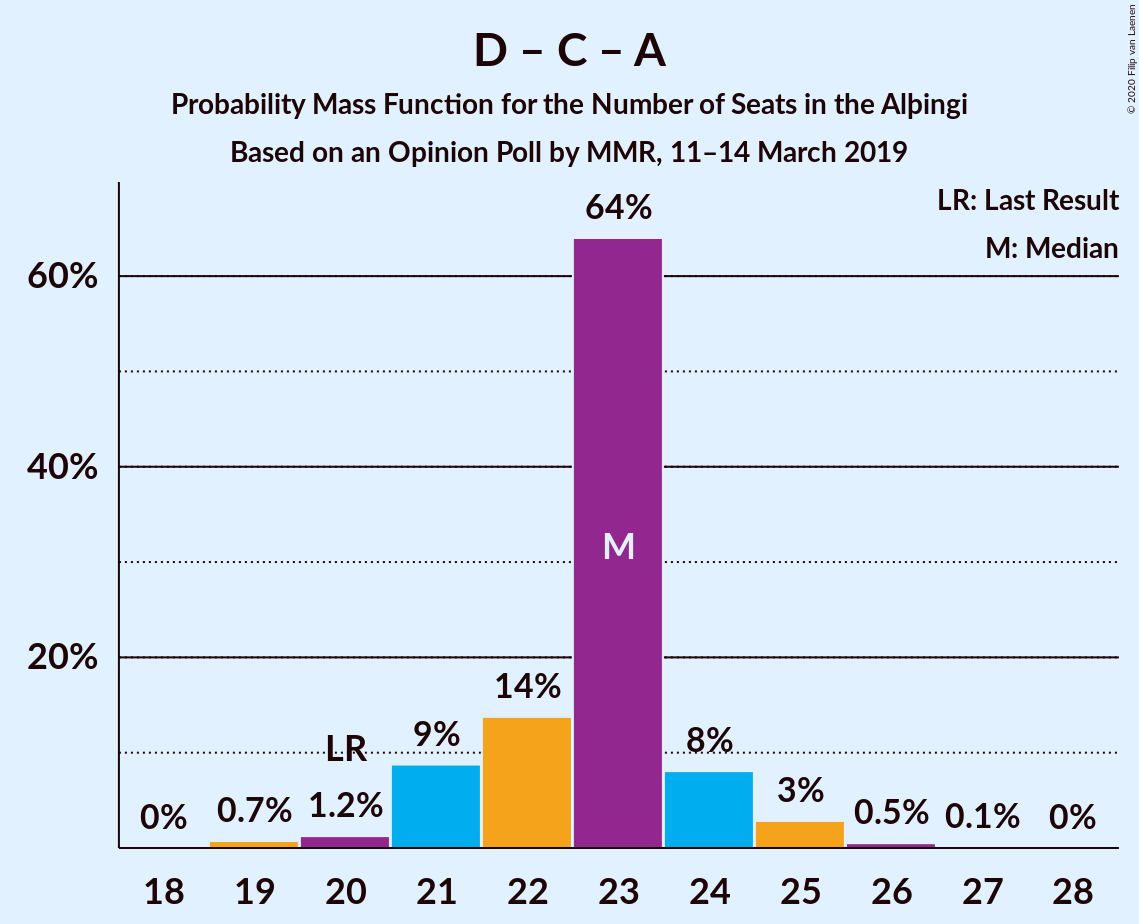 D – C – A
Probability Mass Function for the Number of Seats in the Alþingi
Based on an Opinion Poll by MMR, 11–14 March 2019
© 2020 Filip van Laenen
LR: Last Result
M: Median
60%
40%
20%
0%
0.7%
LR
1.2%
9%
14%
64%
M
8%
3%
0.5%
0.1%
0%
18 19 20 21 22 23 24 25 26 27 28